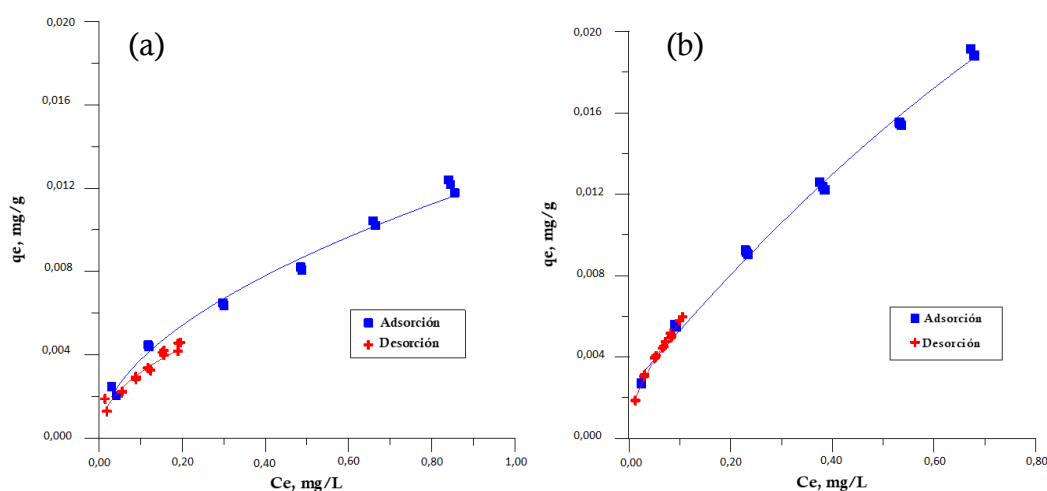 (a)
qe, mg/g
0,020
0,016
0,012
0,008
0,004
0,000
Adsorción
Desorción
0,00 0,20 0,40 0,60 0,80 1,00
Ce, mg/L
(b)
qe, mg/g
0,020
0,016
0,012
0,008
0,004
0,000
Adsorción
Desorción
0,00 0,20 0,40 0,60 0,80
Ce, mg/L